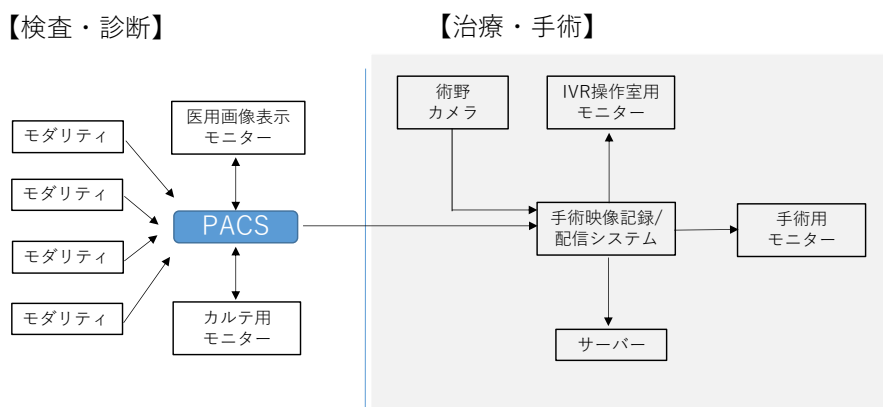 【検査・診断】
【治療・手術】
モダリティ
モダリティ
モダリティ
モダリティ
医用画像表示
モニター
PACS
カルテ用
モニター
術野
カメラ
IVR操作室用
モニター
手術映像記録/
配信システム
手術用
モニター
サーバー